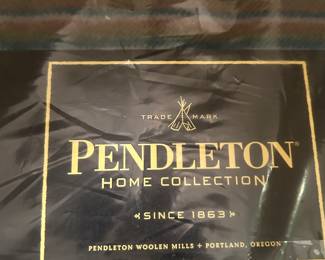 TRADE MARK
PENDLETON®
HOME COLLECTION
SINCE 1863
PENDLETON WOOLEN MILLS + PORTLAND, OREGON